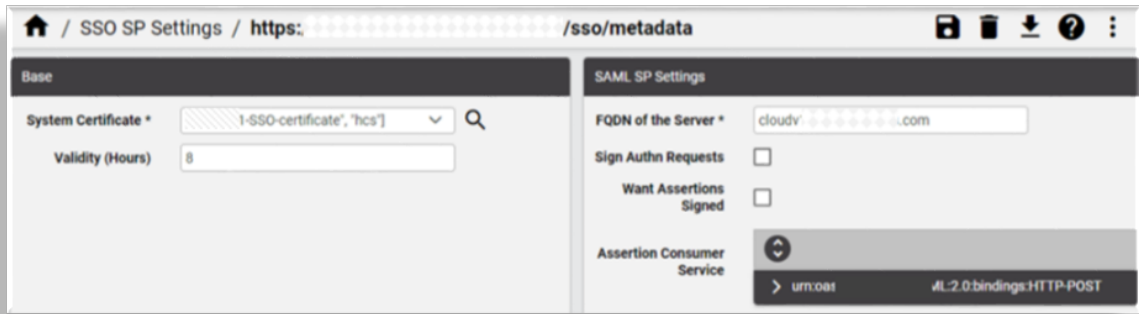 / SSO SP Settings / https: /sso/metadata
Base
SAML SP Settings
System Certificate * 1-SSO-certificate", "hcs"]
FQDN of the Server * cloudv .com
Validity (Hours) 8
Sign Authn Requests
Want Assertions
Signed
Assertion Consumer
Service
> urn:oas ML:2.0:bindings:HTTP-POST